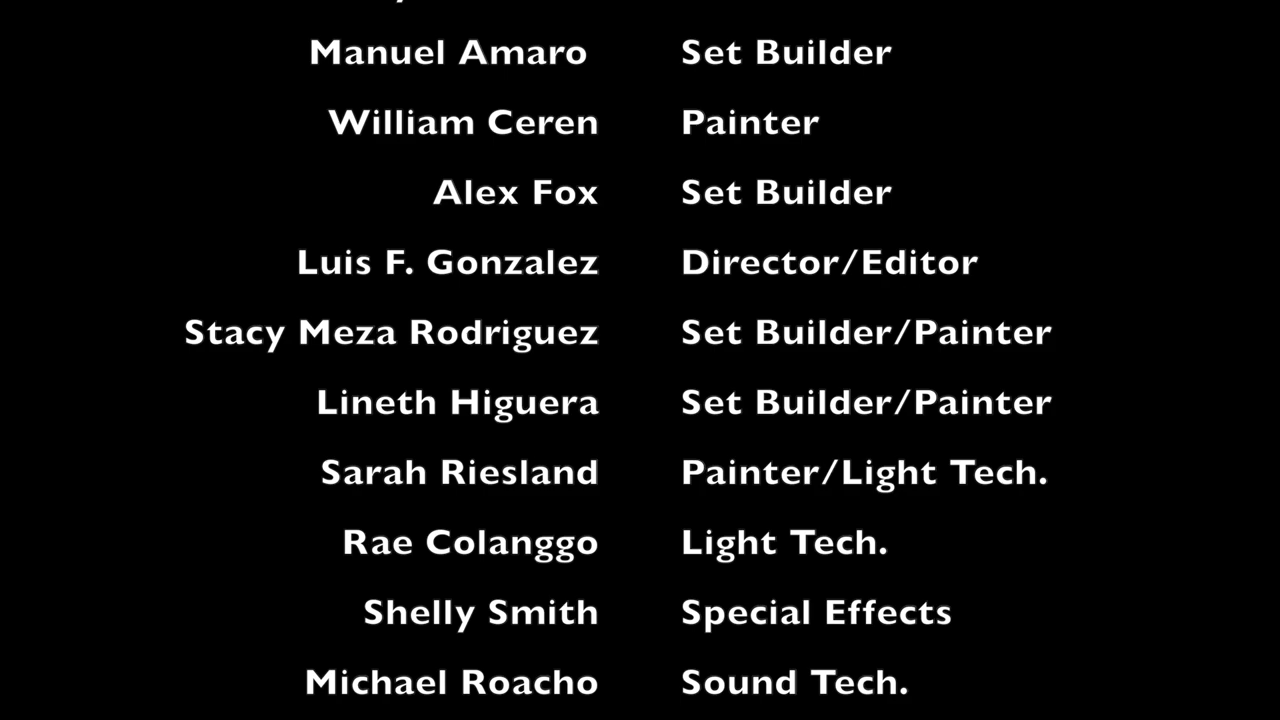 Manuel Amaro Set Builder
William Ceren Painter
Alex Fox Set Builder
Luis F. Gonzalez Director/Editor
Stacy Meza Rodriguez Set Builder/Painter
Lineth Higuera Set Builder/Painter
Sarah Riesland Painter/Light Tech.
Rae Colanggo Light Tech.
Shelly Smith Special Effects
Michael Roacho Sound Tech.